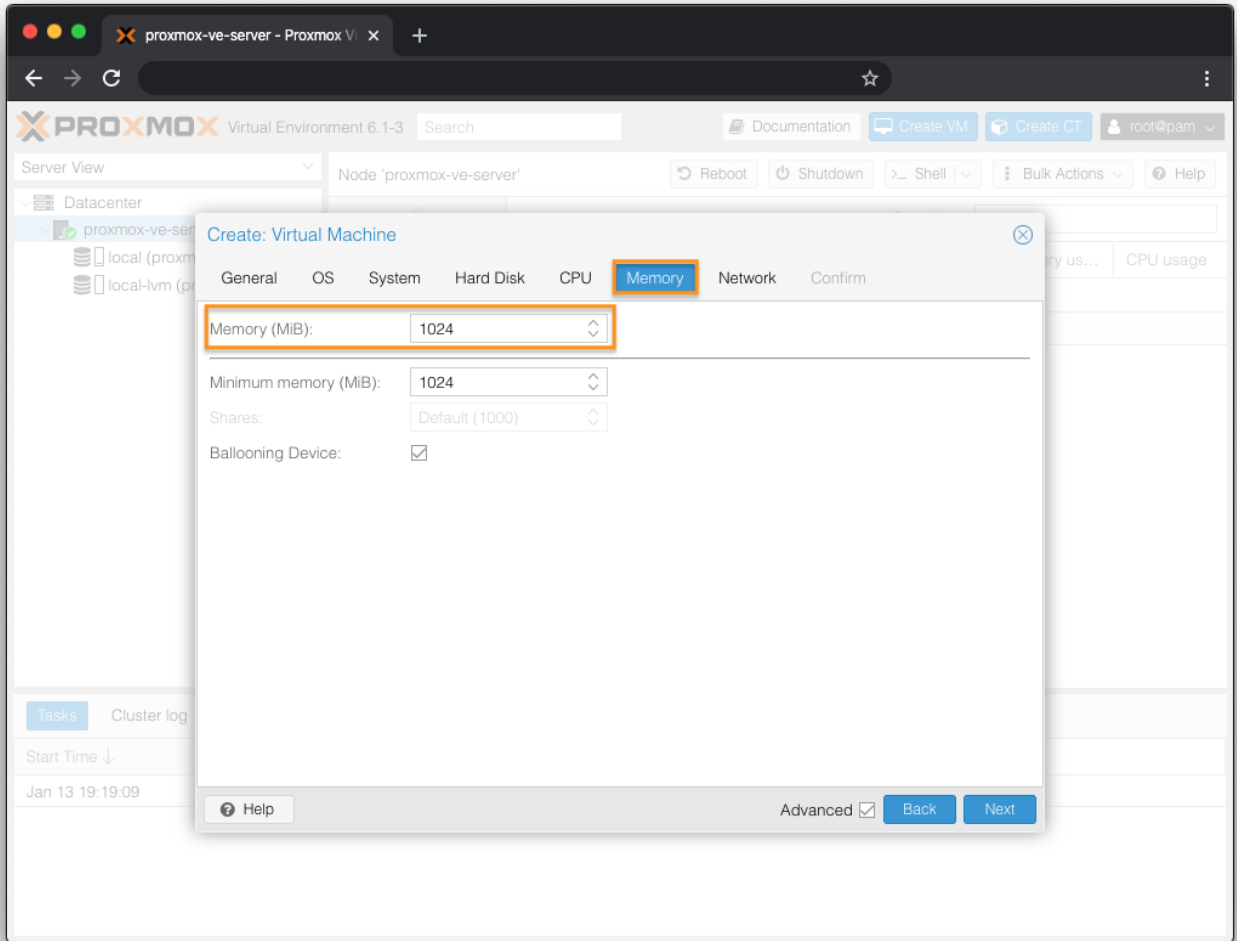 proxmox-ve-server - Proxmox Vi
PROXMOX Virtual Environment 6.1-3 Search Documentation Create VM Create CT root@pam
Server View
Node 'proxmox-ve-server' Reboot Shutdown >_ Shell Bulk Actions Help
Datacenter
proxmox-ve-ser
local (proxm
local-lvm (pr
ory us... CPU usage
Create: Virtual Machine
General OS System Hard Disk CPU Memory Network Confirm
Memory (MiB): 1024
Minimum memory (MiB): 1024
Shares: Default (1000)
Ballooning Device:
Help Advanced Back Next
Tasks Cluster log
Start Time ↓
Jan 13 19:19:09